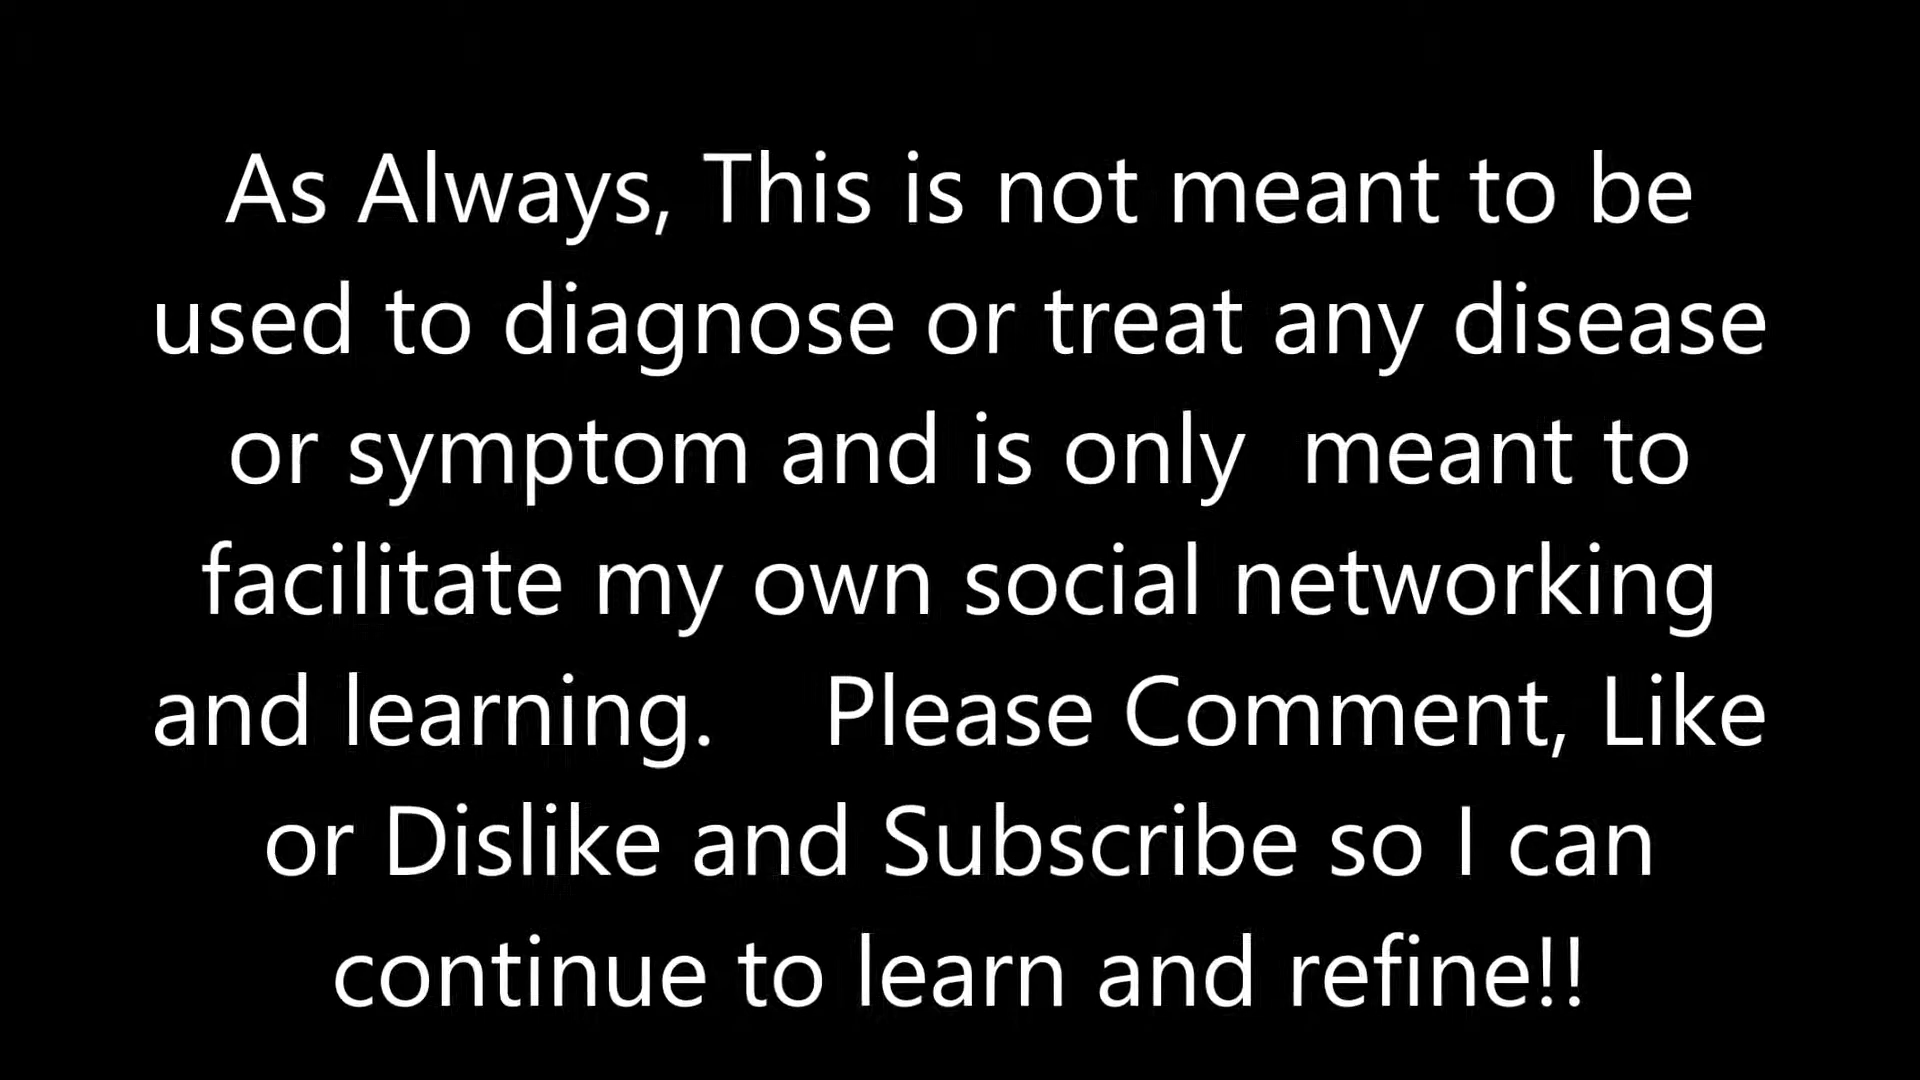 As Always, This is not meant to be
used to diagnose or treat any disease
or symptom and is only  meant to
facilitate my own social networking
and learning.    Please Comment, Like
or Dislike and Subscribe so I can
continue to learn and refine!!